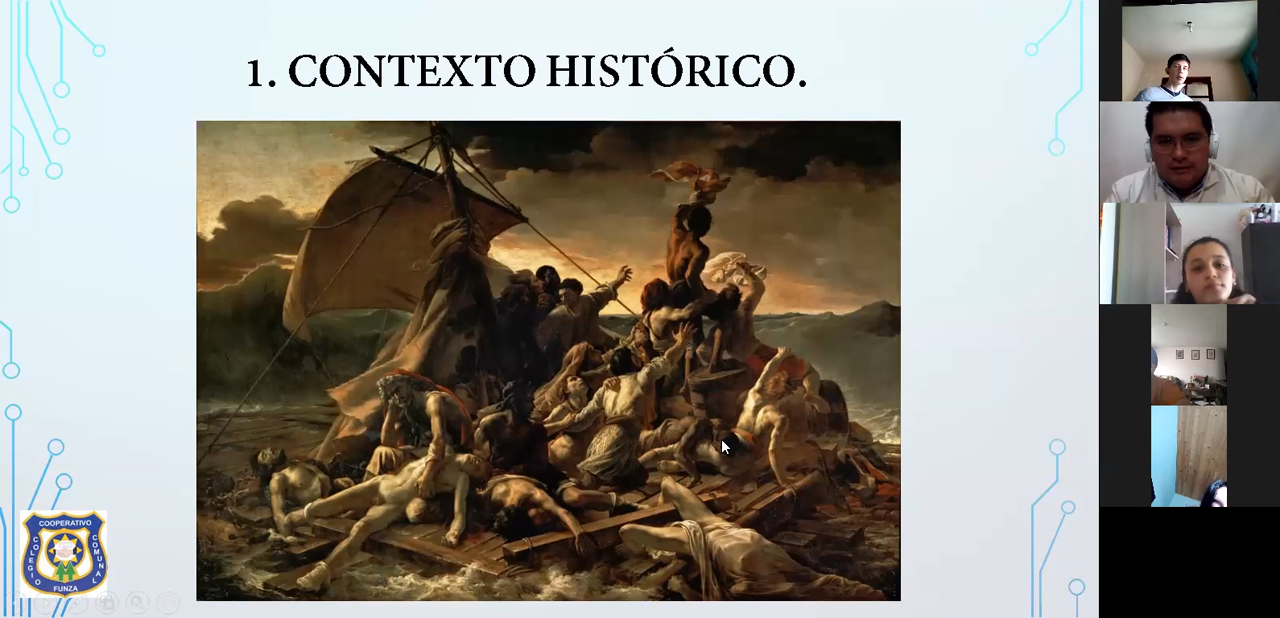 1. CONTEXTO HISTÓRICO.
COOPERATIVO
COLEGIO
COMUNAL
FUNZA